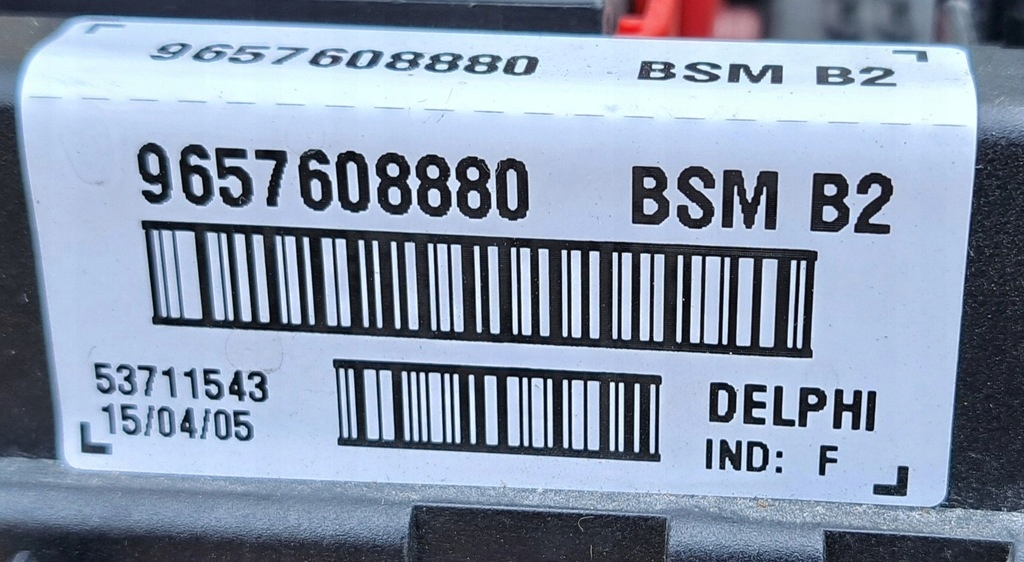 9657608880 BSM B2
9657608880 BSM B2
53711543
15/04/05
DELPHI
IND: F